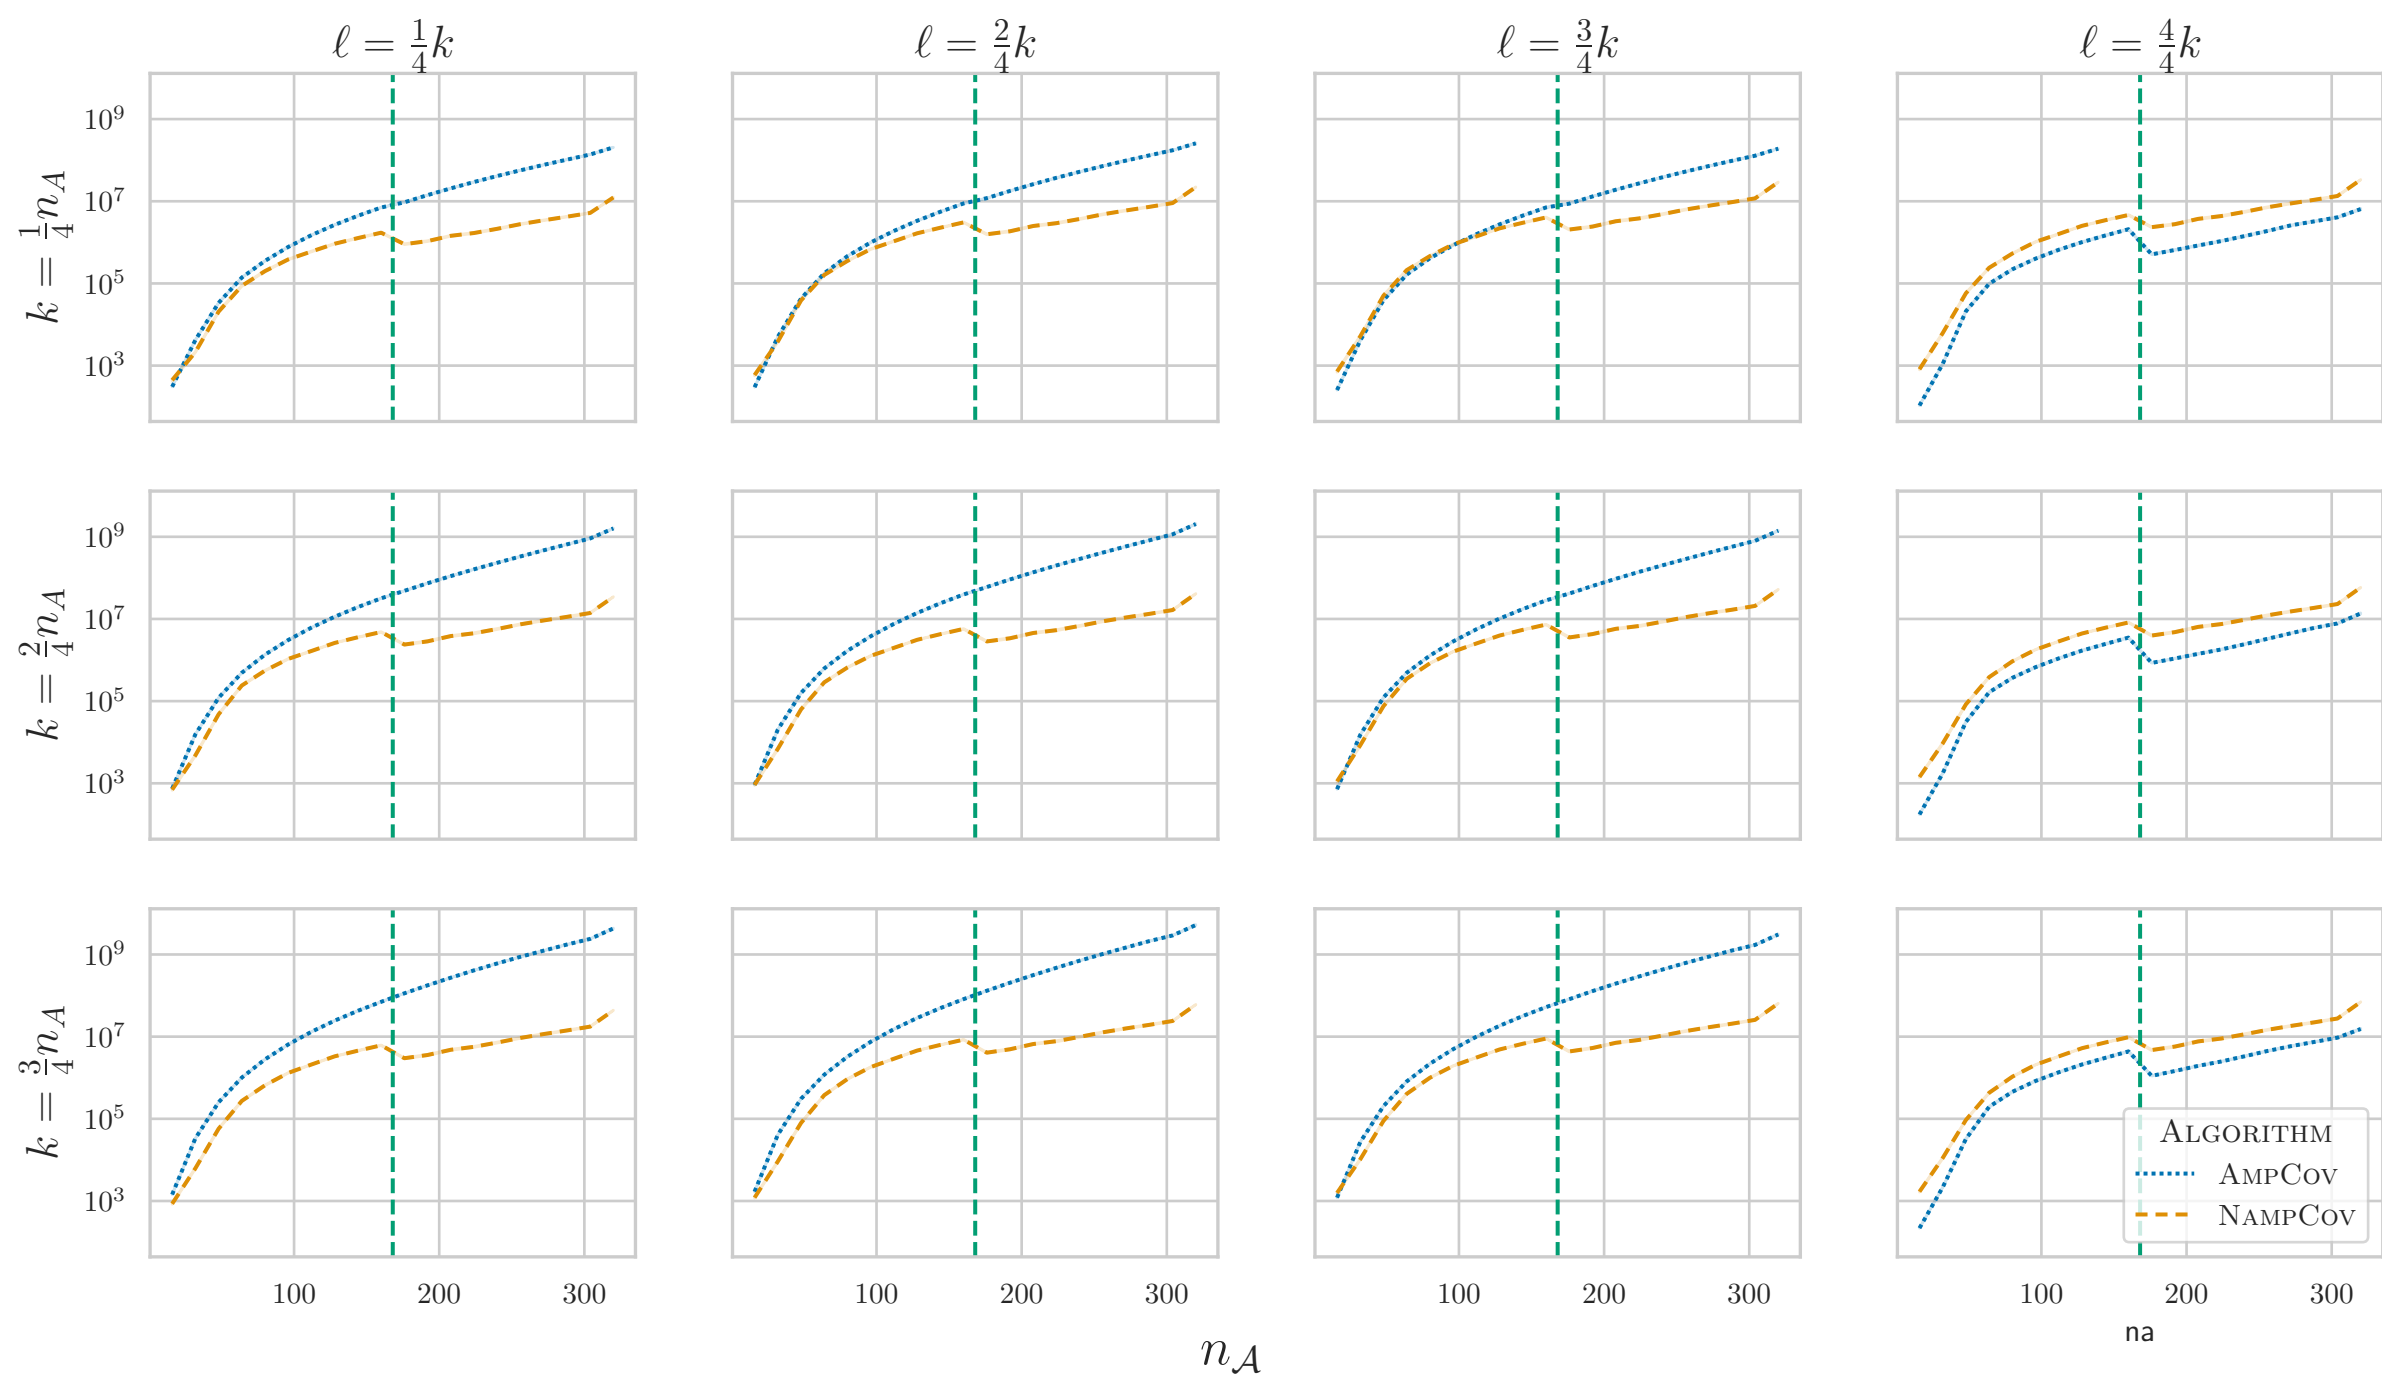 ℓ = 1/4 k ℓ = 2/4 k ℓ = 3/4 k ℓ = 4/4 k
k = 1/4 n_A
10^9
10^7
10^5
10^3
k = 2/4 n_A
10^9
10^7
10^5
10^3
k = 3/4 n_A
10^9
10^7
10^5
10^3
ALGORITHM
AMPCOV
NAMPCOV
100 200 300 100 200 300 100 200 300 100 200 300
na
n_𝒜